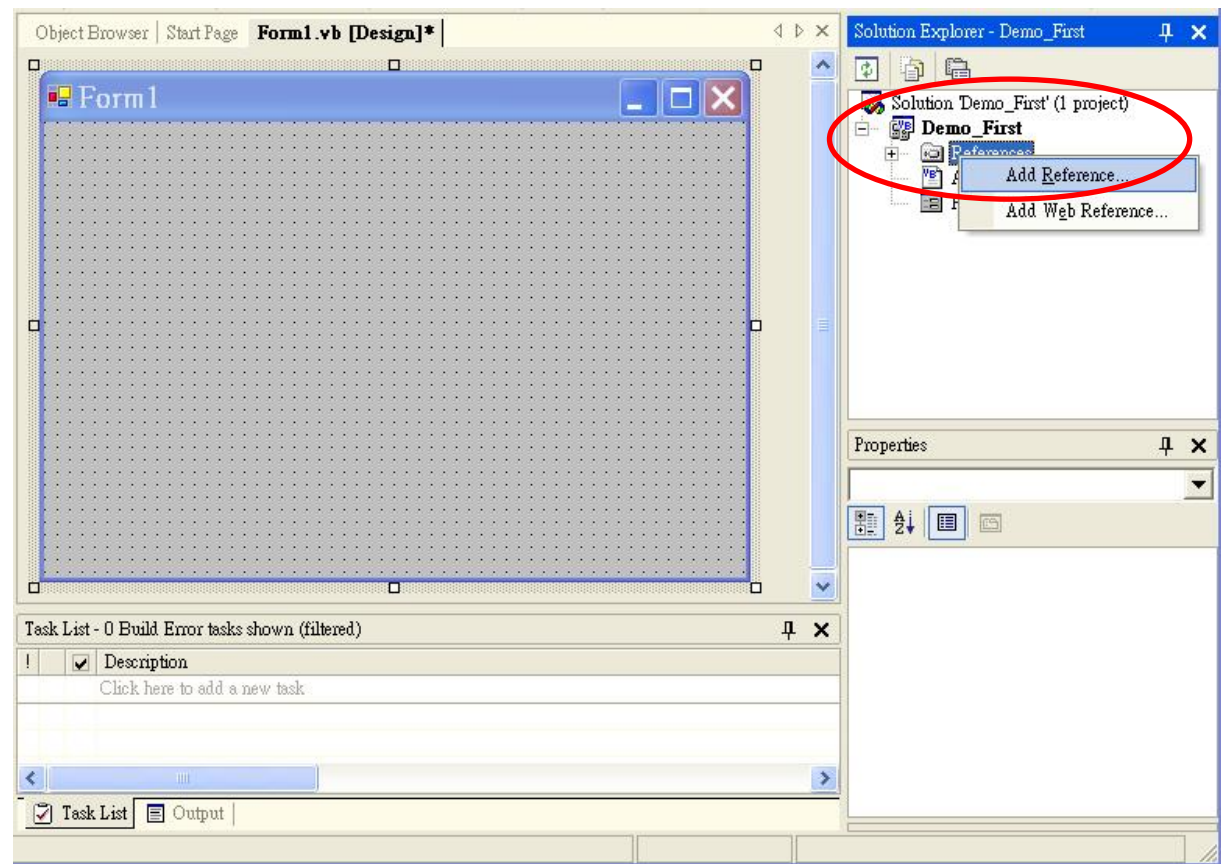 Object Browser Start Page Form1.vb [Design]*
Form1
Task List - 0 Build Error tasks shown (filtered)
! Description
Click here to add a new task
Task List Output
Solution Explorer - Demo_First
Solution 'Demo_First' (1 project)
Demo_First
References
Add Reference...
Add Web Reference...
Properties